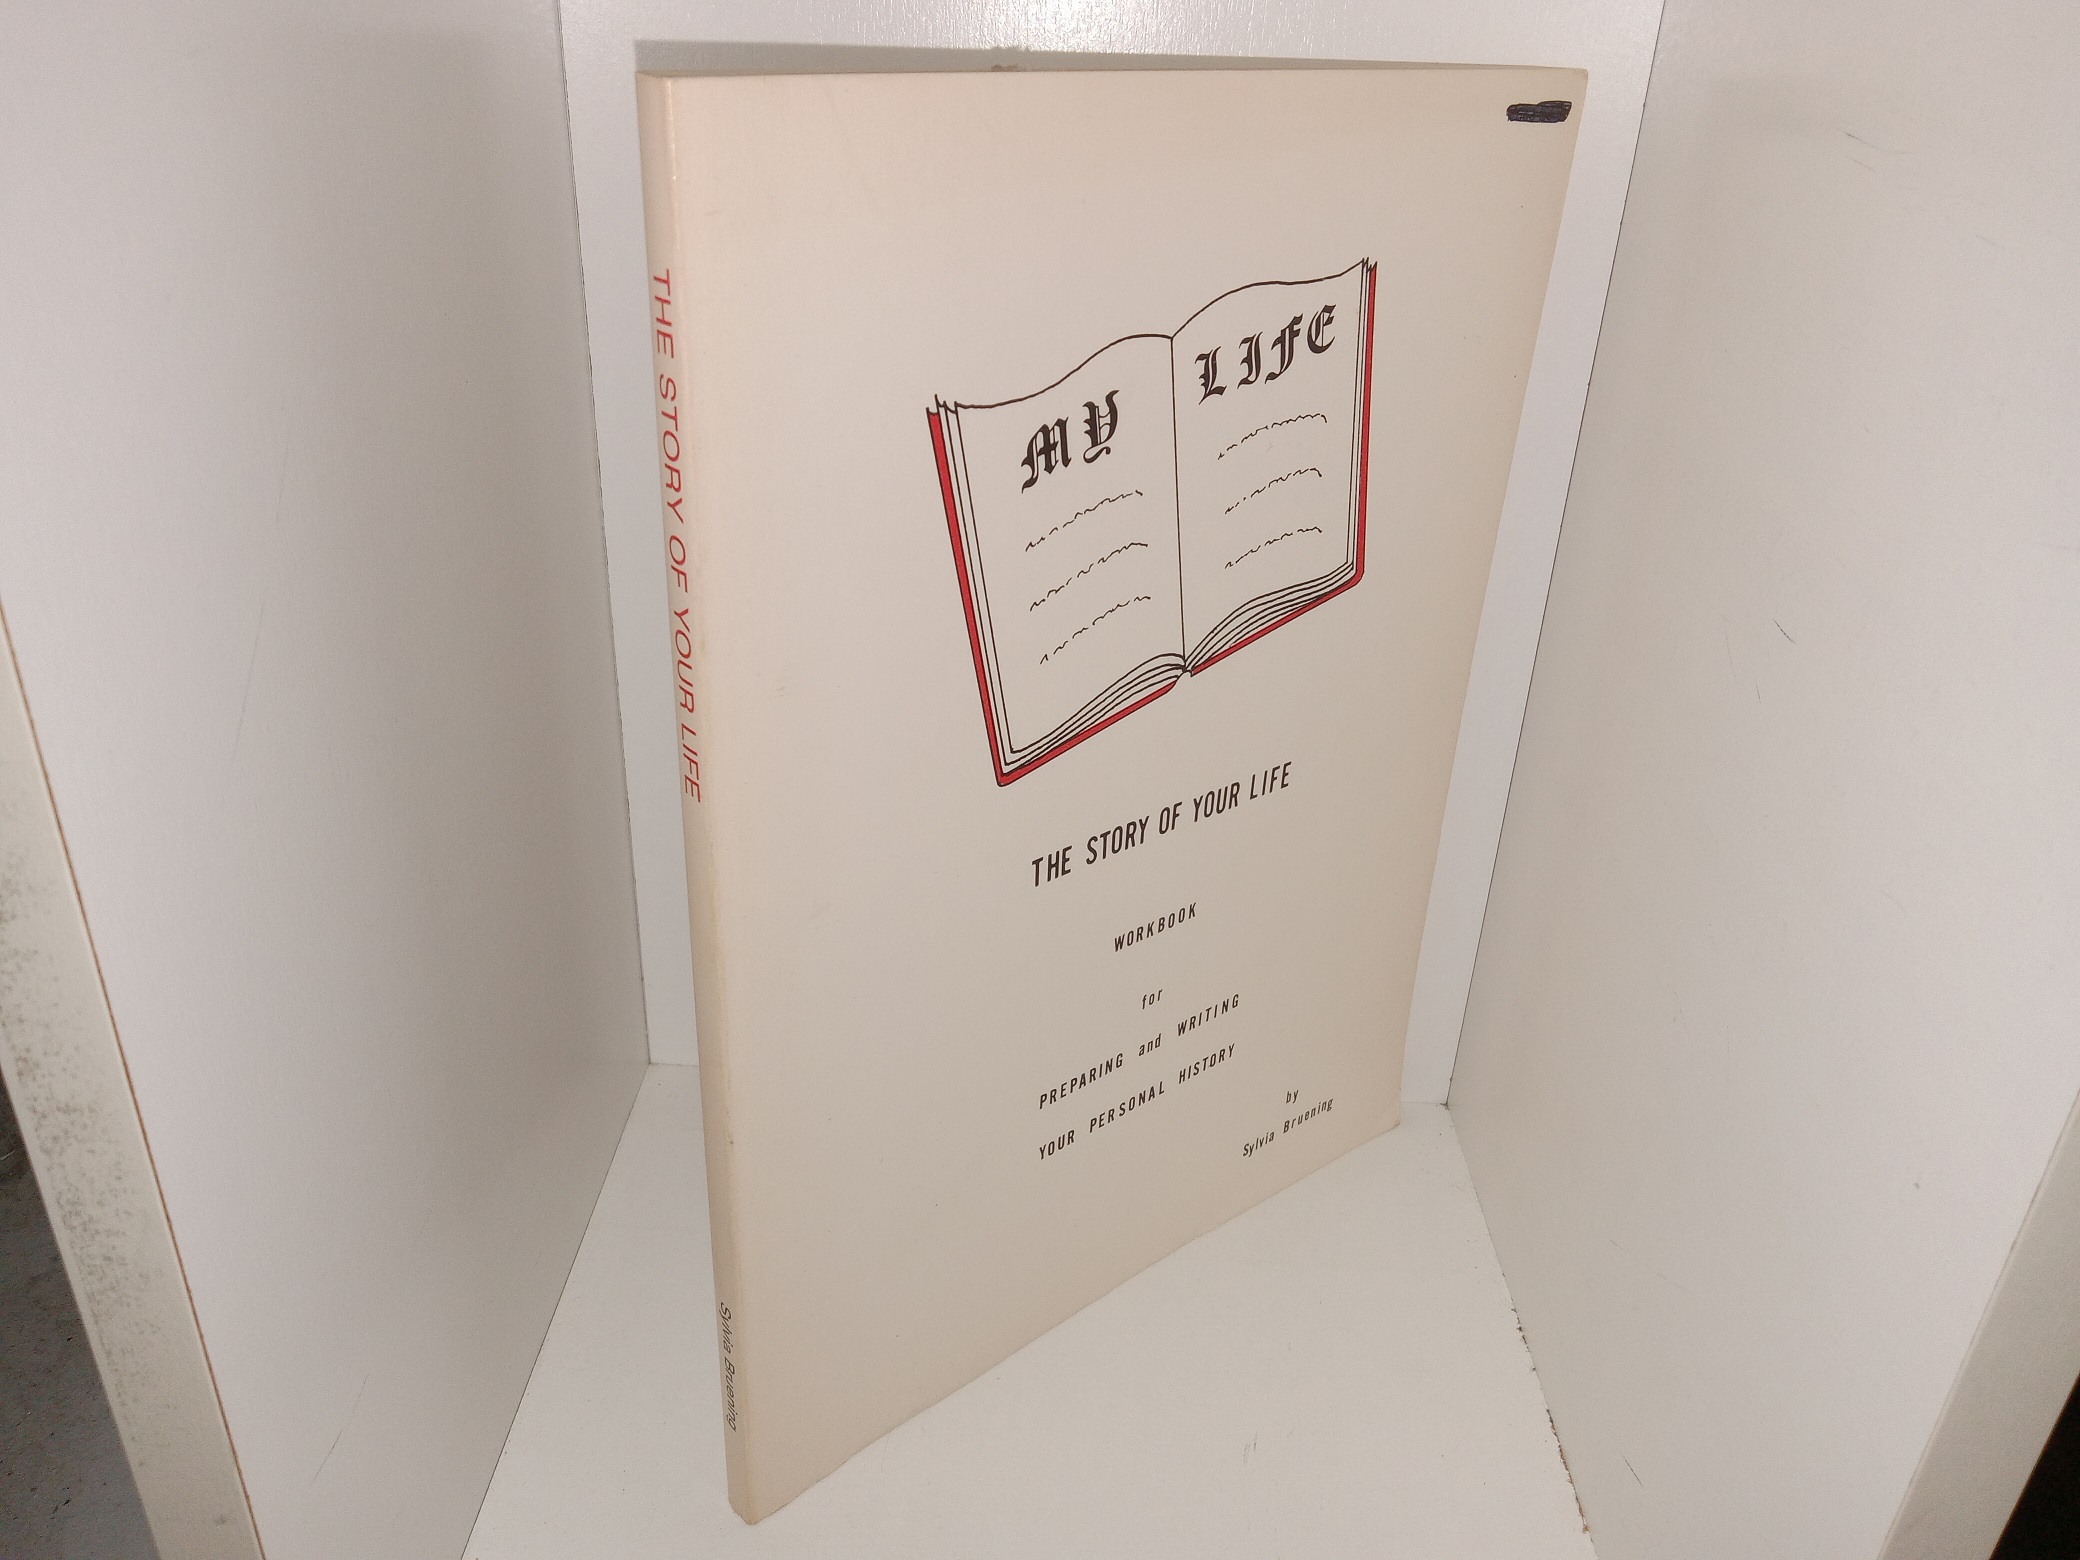 THE STORY OF YOUR LIFE
Sylvia Bruening
MY LIFE
THE STORY OF YOUR LIFE
WORKBOOK
for
PREPARING and WRITING
YOUR PERSONAL HISTORY
by
Sylvia Bruening